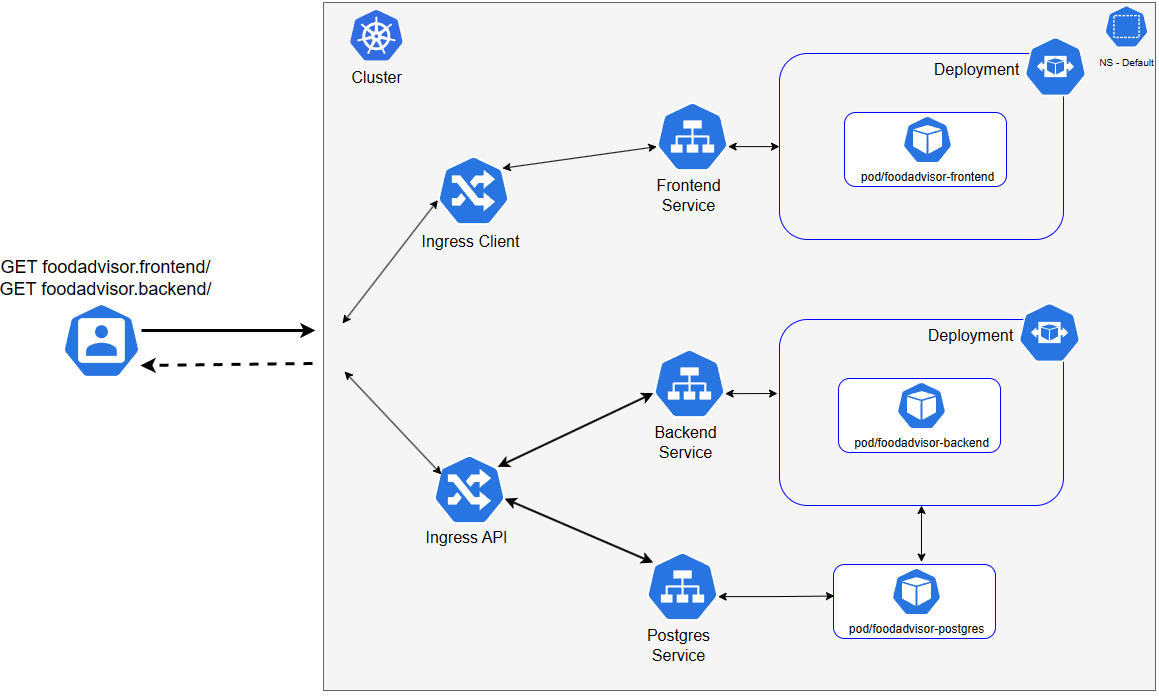 Cluster
NS - Default
Deployment
pod/foodadvisor-frontend
Frontend
Service
Ingress Client
GET foodadvisor.frontend/
GET foodadvisor.backend/
Deployment
pod/foodadvisor-backend
Backend
Service
Ingress API
Postgres
Service
pod/foodadvisor-postgres